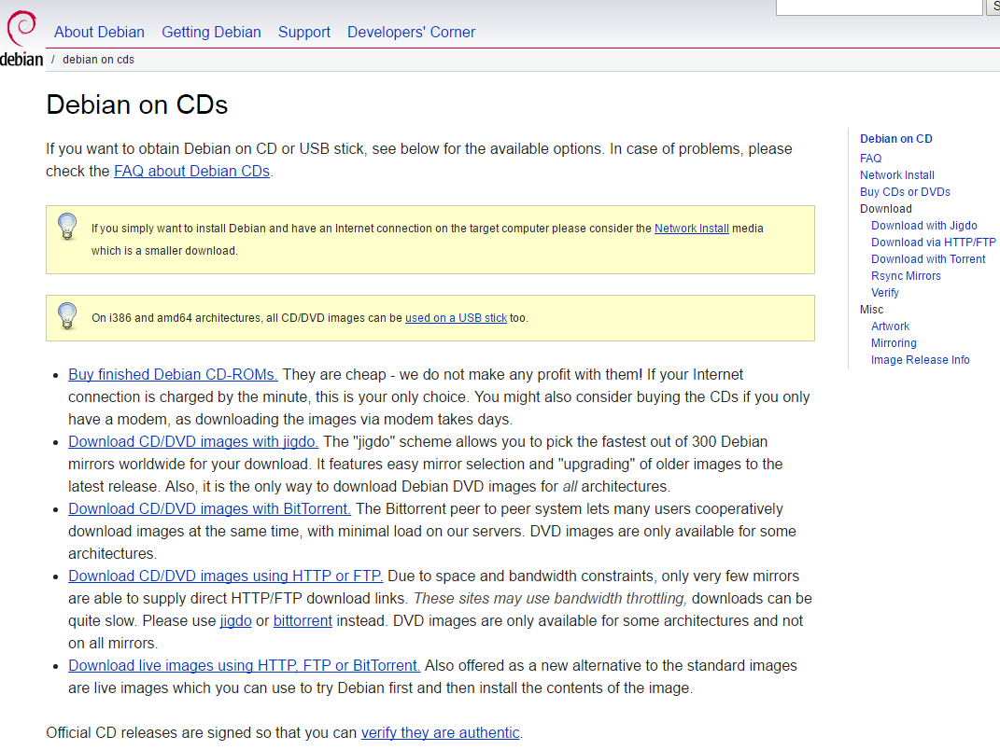 S
About Debian Getting Debian Support Developers' Corner
debian / debian on cds
Debian on CDs
If you want to obtain Debian on CD or USB stick, see below for the available options. In case of problems, please
check the FAQ about Debian CDs.
If you simply want to install Debian and have an Internet connection on the target computer please consider the Network Install media
which is a smaller download.
On i386 and amd64 architectures, all CD/DVD images can be used on a USB stick too.
• Buy finished Debian CD-ROMs. They are cheap - we do not make any profit with them! If your Internet
connection is charged by the minute, this is your only choice. You might also consider buying the CDs if you only
have a modem, as downloading the images via modem takes days.
• Download CD/DVD images with jigdo. The "jigdo" scheme allows you to pick the fastest out of 300 Debian
mirrors worldwide for your download. It features easy mirror selection and "upgrading" of older images to the
latest release. Also, it is the only way to download Debian DVD images for all architectures.
• Download CD/DVD images with BitTorrent. The Bittorrent peer to peer system lets many users cooperatively
download images at the same time, with minimal load on our servers. DVD images are only available for some
architectures.
• Download CD/DVD images using HTTP or FTP. Due to space and bandwidth constraints, only very few mirrors
are able to supply direct HTTP/FTP download links. These sites may use bandwidth throttling, downloads can be
quite slow. Please use jigdo or bittorrent instead. DVD images are only available for some architectures and not
on all mirrors.
• Download live images using HTTP, FTP or BitTorrent. Also offered as a new alternative to the standard images
are live images which you can use to try Debian first and then install the contents of the image.
Official CD releases are signed so that you can verify they are authentic.
Debian on CD
FAQ
Network Install
Buy CDs or DVDs
Download
Download with Jigdo
Download via HTTP/FTP
Download with Torrent
Rsync Mirrors
Verify
Misc
Artwork
Mirroring
Image Release Info